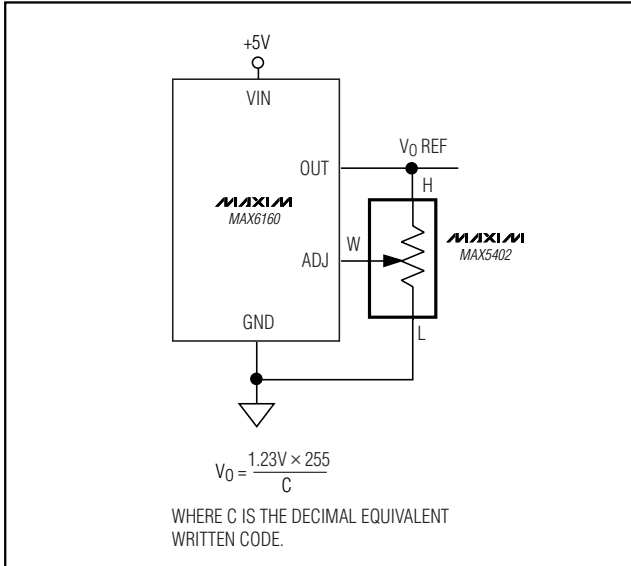 +5V
VIN
V0 REF
OUT
H
MAXIM
MAX6160
W
MAXIM
MAX5402
ADJ
GND
L
V0 = 1.23V × 255
C
WHERE C IS THE DECIMAL EQUIVALENT
WRITTEN CODE.